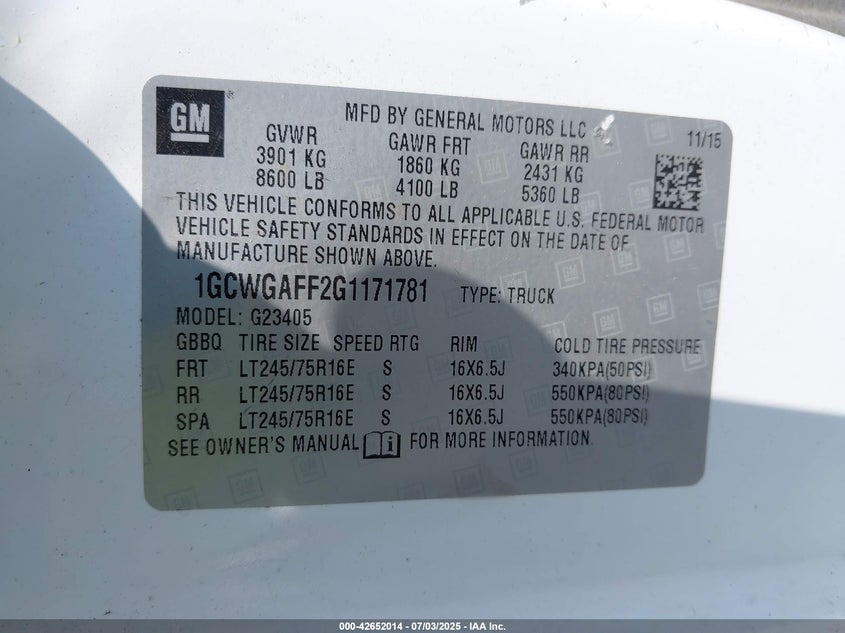 GM®
MFD BY GENERAL MOTORS LLC
11/15
GVWR GAWR FRT GAWR RR
3901 KG 1860 KG 2431 KG
8600 LB 4100 LB 5360 LB
THIS VEHICLE CONFORMS TO ALL APPLICABLE U.S. FEDERAL MOTOR
VEHICLE SAFETY STANDARDS IN EFFECT ON THE DATE OF
MANUFACTURE SHOWN ABOVE.
1GCWGAFF2G1171781 TYPE: TRUCK
MODEL: G23405
GBBQ TIRE SIZE SPEED RTG RIM COLD TIRE PRESSURE
FRT LT245/75R16E S 16X6.5J 340KPA(50PSI)
RR LT245/75R16E S 16X6.5J 550KPA(80PSI)
SPA LT245/75R16E S 16X6.5J 550KPA(80PSI)
SEE OWNER'S MANUAL FOR MORE INFORMATION.
000-42652014 - 07/03/2025 - IAA Inc.